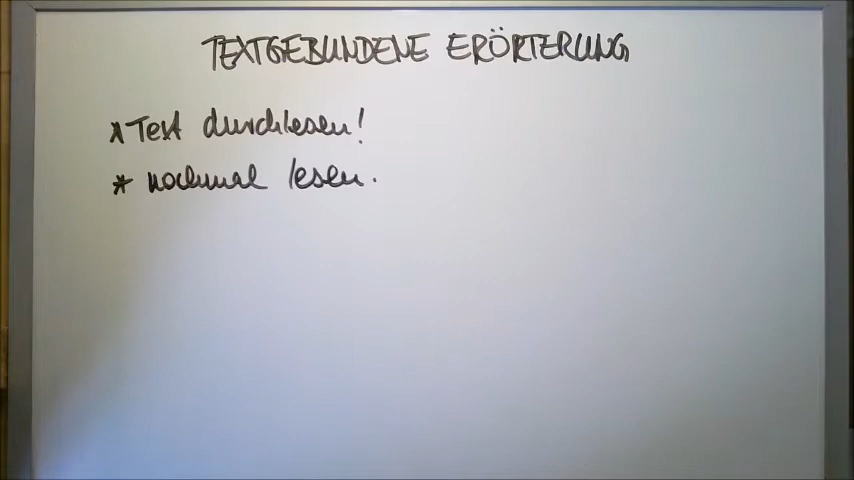 TEXTGEBUNDENE ERÖRTERUNG
* Text durchlesen!
* nochmal lesen.